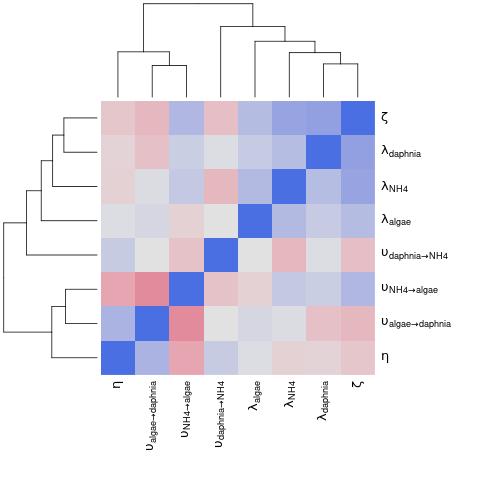 ζ
λdaphnia
λNH4
λalgae
υdaphnia→NH4
υNH4→algae
υalgae→daphnia
η
η
υalgae→daphnia
υNH4→algae
υdaphnia→NH4
λalgae
λNH4
λdaphnia
ζ